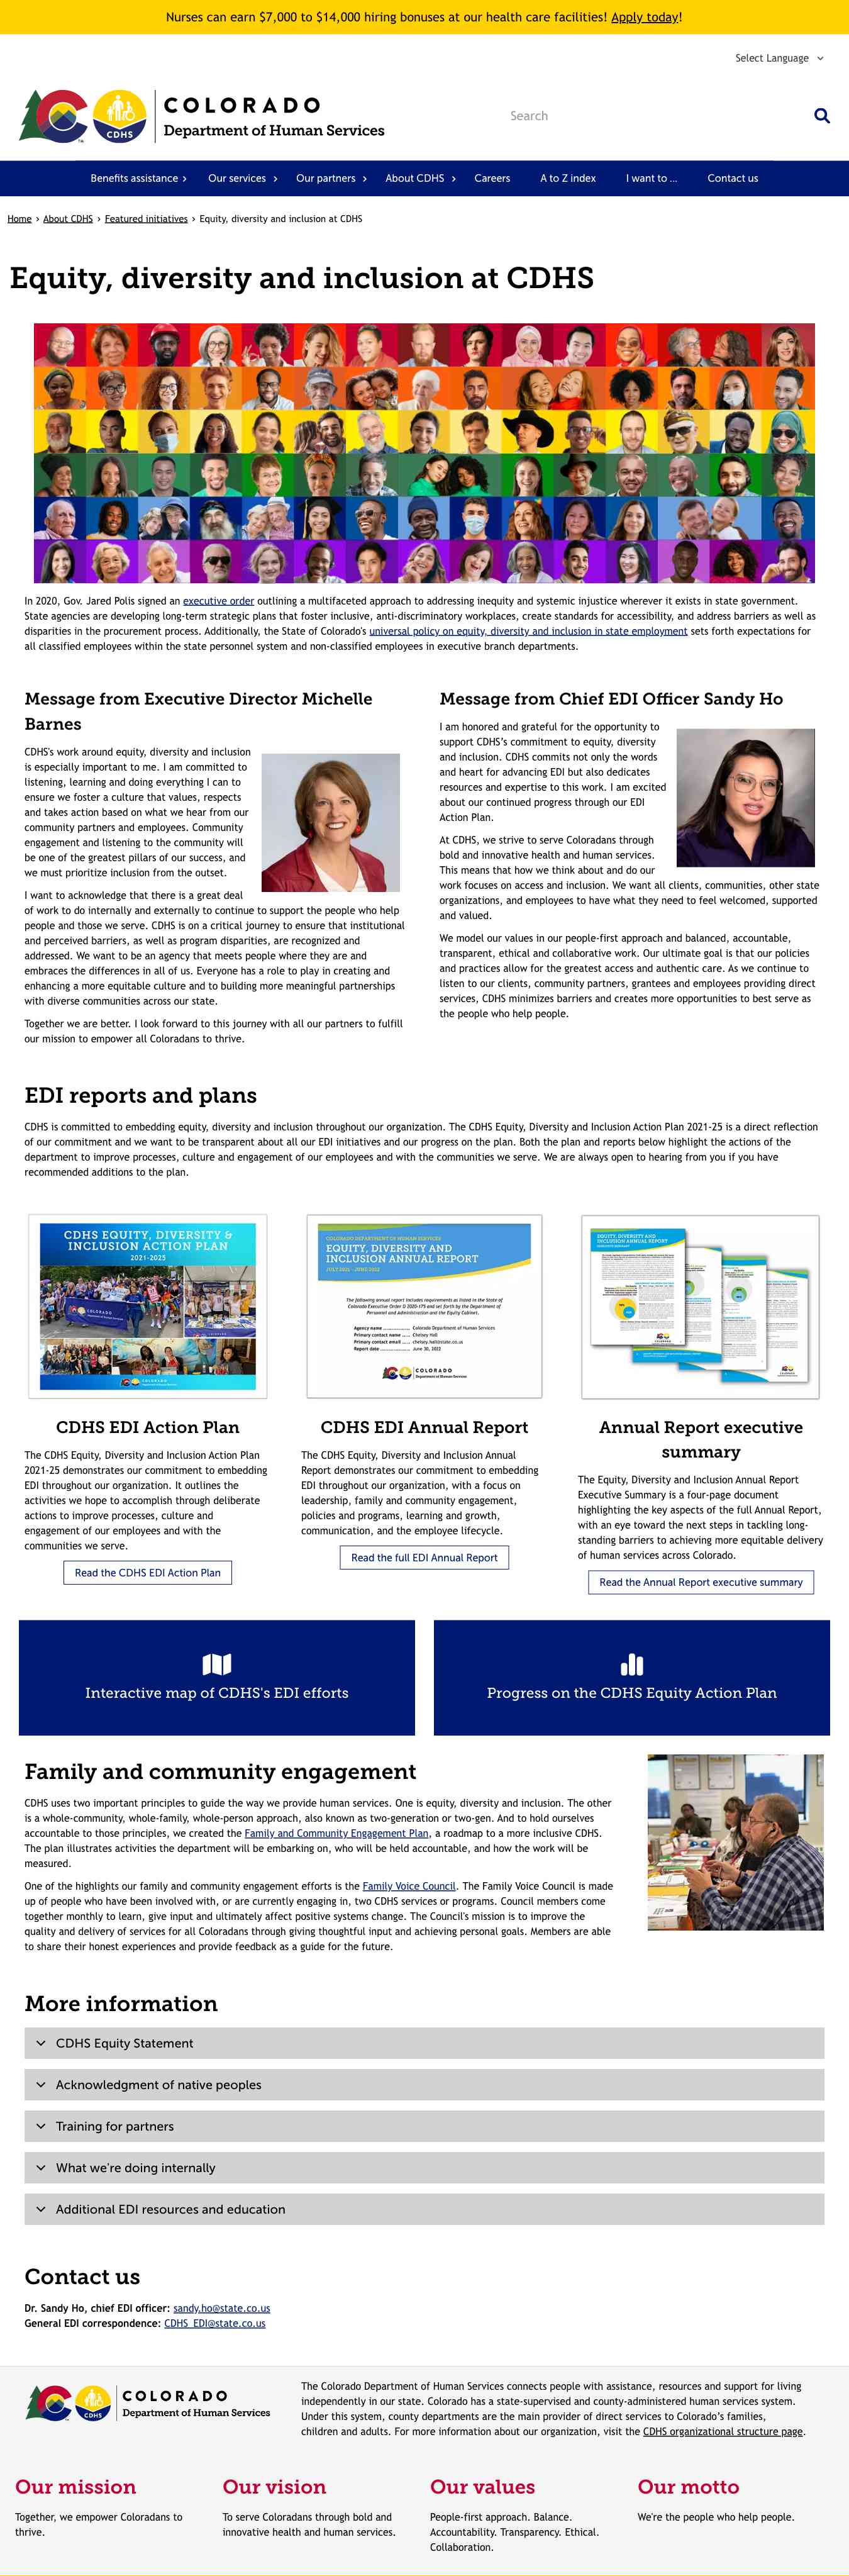 Nurses can earn $7,000 to $14,000 hiring bonuses at our health care facilities! Apply today!
Select Language
COLORADO
Department of Human Services
CDHS
Search
Benefits assistance
Our services
Our partners
About CDHS
Careers
A to Z index
I want to ...
Contact us
Home › About CDHS › Featured initiatives › Equity, diversity and inclusion at CDHS
Equity, diversity and inclusion at CDHS
In 2020, Gov. Jared Polis signed an executive order outlining a multifaceted approach to addressing inequity and systemic injustice wherever it exists in state government.
State agencies are developing long-term strategic plans that foster inclusive, anti-discriminatory workplaces, create standards for accessibility, and address barriers as well as
disparities in the procurement process. Additionally, the State of Colorado's universal policy on equity, diversity and inclusion in state employment sets forth expectations for
all classified employees within the state personnel system and non-classified employees in executive branch departments.
Message from Executive Director Michelle
Barnes
CDHS's work around equity, diversity and inclusion
is especially important to me. I am committed to
listening, learning and doing everything I can to
ensure we foster a culture that values, respects
and takes action based on what we hear from our
community partners and employees. Community
engagement and listening to the community will
be one of the greatest pillars of our success, and
we must prioritize inclusion from the outset.
I want to acknowledge that there is a great deal
of work to do internally and externally to continue to support the people who help
people and those we serve. CDHS is on a critical journey to ensure that institutional
and perceived barriers, as well as program disparities, are recognized and
addressed. We want to be an agency that meets people where they are and
embraces the differences in all of us. Everyone has a role to play in creating and
enhancing a more equitable culture and to building more meaningful partnerships
with diverse communities across our state.
Together we are better. I look forward to this journey with all our partners to fulfill
our mission to empower all Coloradans to thrive.
Message from Chief EDI Officer Sandy Ho
I am honored and grateful for the opportunity to
support CDHS’s commitment to equity, diversity
and inclusion. CDHS commits not only the words
and heart for advancing EDI but also dedicates
resources and expertise to this work. I am excited
about our continued progress through our EDI
Action Plan.
At CDHS, we strive to serve Coloradans through
bold and innovative health and human services.
This means that how we think about and do our
work focuses on access and inclusion. We want all clients, communities, other state
organizations, and employees to have what they need to feel welcomed, supported
and valued.
We model our values in our people-first approach and balanced, accountable,
transparent, ethical and collaborative work. Our ultimate goal is that our policies
and practices allow for the greatest access and authentic care. As we continue to
listen to our clients, community partners, grantees and employees providing direct
services, CDHS minimizes barriers and creates more opportunities to best serve as
the people who help people.
EDI reports and plans
CDHS is committed to embedding equity, diversity and inclusion throughout our organization. The CDHS Equity, Diversity and Inclusion Action Plan 2021-25 is a direct reflection
of our commitment and we want to be transparent about all our EDI initiatives and our progress on the plan. Both the plan and reports below highlight the actions of the
department to improve processes, culture and engagement of our employees and with the communities we serve. We are always open to hearing from you if you have
recommended additions to the plan.
CDHS EQUITY, DIVERSITY &
INCLUSION ACTION PLAN
2021-2025
COLORADO DEPARTMENT OF HUMAN SERVICES
EQUITY, DIVERSITY AND
INCLUSION ANNUAL REPORT
JULY 2021 - JUNE 2022
The following annual report includes requirements as listed in the State of
Colorado Executive Order D 2020-175 and set forth by the Department of
Personnel and Administration and the Equity Cabinet.
Agency name ........ Colorado Department of Human Services
Primary contact name ..... Chelsey Hall
Primary contact email ..... chelsey.hall@state.co.us
Report date ........ June 30, 2022
COLORADO
Department of Human Services
EQUITY, DIVERSITY AND
INCLUSION ANNUAL REPORT
CDHS EDI Action Plan
The CDHS Equity, Diversity and Inclusion Action Plan
2021-25 demonstrates our commitment to embedding
EDI throughout our organization. It outlines the
activities we hope to accomplish through deliberate
actions to improve processes, culture and
engagement of our employees and with the
communities we serve.
Read the CDHS EDI Action Plan
CDHS EDI Annual Report
The CDHS Equity, Diversity and Inclusion Annual
Report demonstrates our commitment to embedding
EDI throughout our organization, with a focus on
leadership, family and community engagement,
policies and programs, learning and growth,
communication, and the employee lifecycle.
Read the full EDI Annual Report
Annual Report executive
summary
The Equity, Diversity and Inclusion Annual Report
Executive Summary is a four-page document
highlighting the key aspects of the full Annual Report,
with an eye toward the next steps in tackling long-
standing barriers to achieving more equitable delivery
of human services across Colorado.
Read the Annual Report executive summary
Interactive map of CDHS's EDI efforts
Progress on the CDHS Equity Action Plan
Family and community engagement
CDHS uses two important principles to guide the way we provide human services. One is equity, diversity and inclusion. The other
is a whole-community, whole-family, whole-person approach, also known as two-generation or two-gen. And to hold ourselves
accountable to those principles, we created the Family and Community Engagement Plan, a roadmap to a more inclusive CDHS.
The plan illustrates activities the department will be embarking on, who will be held accountable, and how the work will be
measured.
One of the highlights our family and community engagement efforts is the Family Voice Council. The Family Voice Council is made
up of people who have been involved with, or are currently engaging in, two CDHS services or programs. Council members come
together monthly to learn, give input and ultimately affect positive systems change. The Council's mission is to improve the
quality and delivery of services for all Coloradans through giving thoughtful input and achieving personal goals. Members are able
to share their honest experiences and provide feedback as a guide for the future.
More information
CDHS Equity Statement
Acknowledgment of native peoples
Training for partners
What we're doing internally
Additional EDI resources and education
Contact us
Dr. Sandy Ho, chief EDI officer: sandy.ho@state.co.us
General EDI correspondence: CDHS_EDI@state.co.us
COLORADO
Department of Human Services
CDHS
The Colorado Department of Human Services connects people with assistance, resources and support for living
independently in our state. Colorado has a state-supervised and county-administered human services system.
Under this system, county departments are the main provider of direct services to Colorado’s families,
children and adults. For more information about our organization, visit the CDHS organizational structure page.
Our mission
Together, we empower Coloradans to
thrive.
Our vision
To serve Coloradans through bold and
innovative health and human services.
Our values
People-first approach. Balance.
Accountability. Transparency. Ethical.
Collaboration.
Our motto
We're the people who help people.